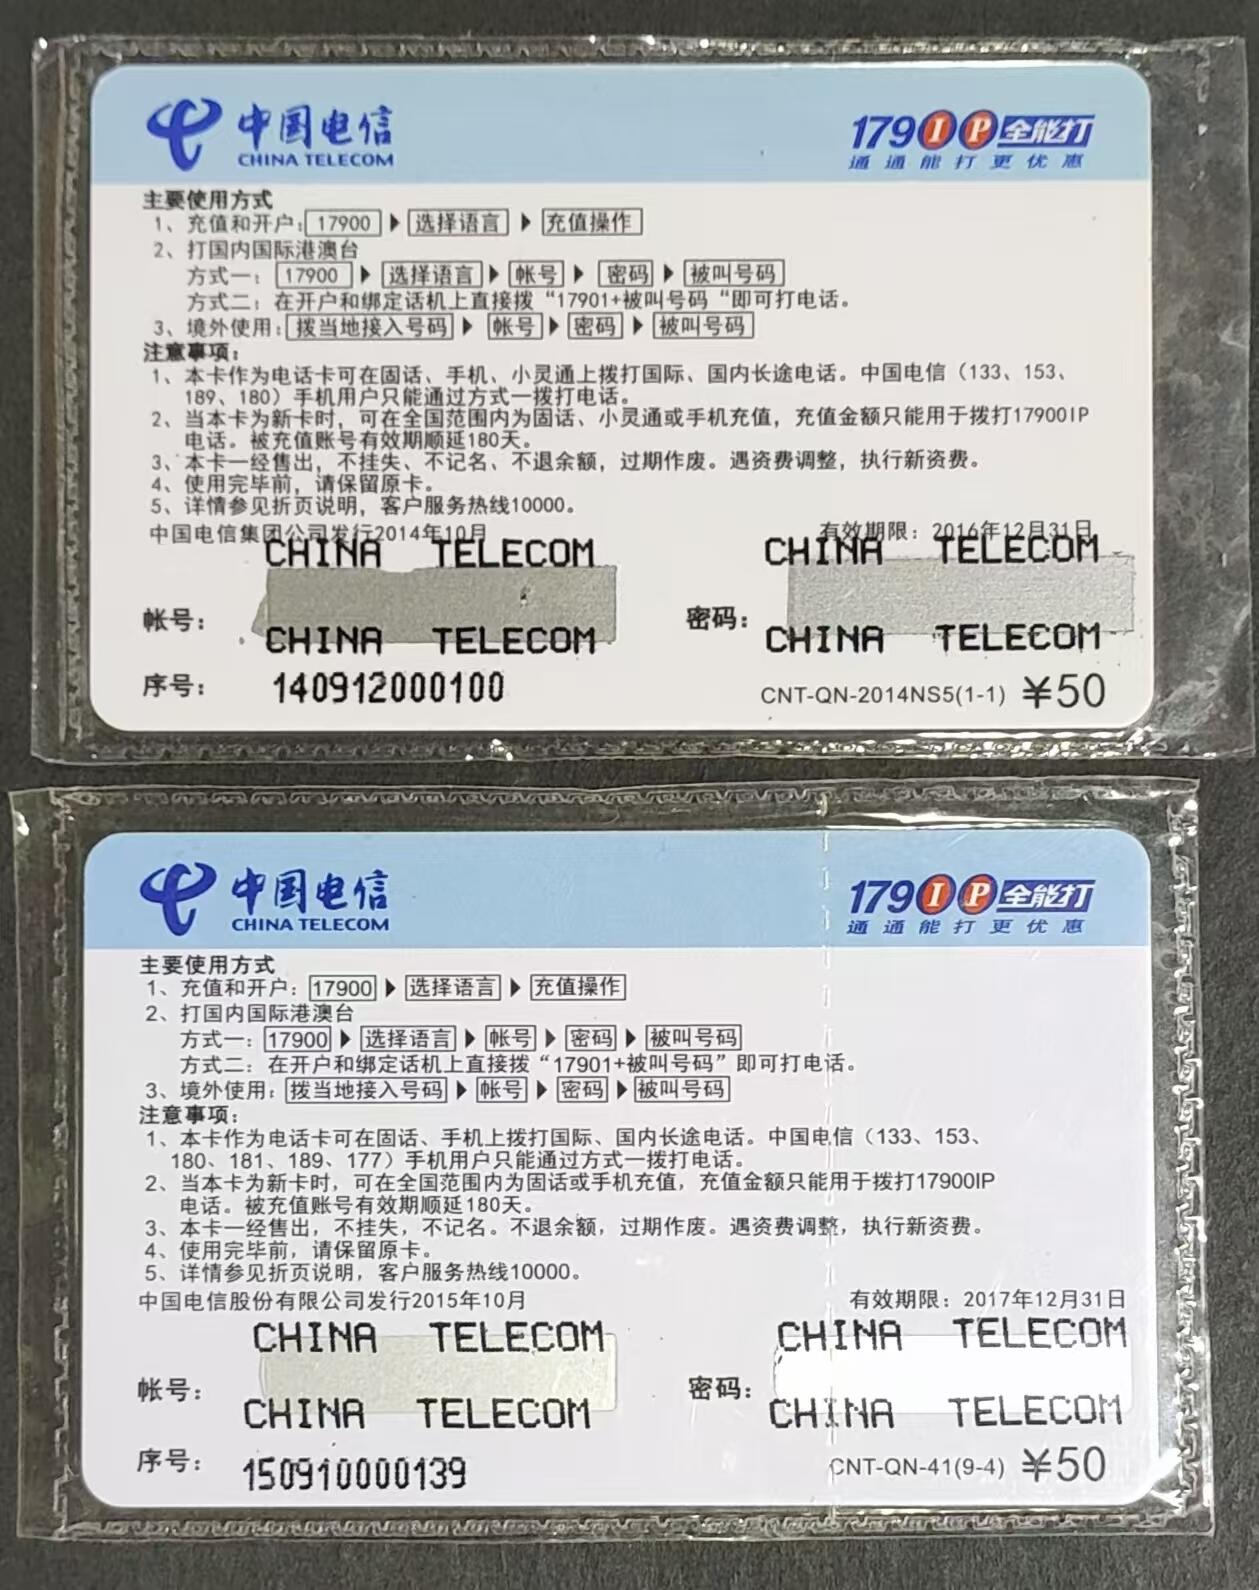 中国电信
CHINA TELECOM
179IP全能打
通通能打更优惠
主要使用方式
1、充值和开户: 17900 ▶ 选择语言 ▶ 充值操作
2、打国内国际港澳台
方式一: 17900 ▶ 选择语言 ▶ 帐号 ▶ 密码 ▶ 被叫号码
方式二: 在开户和绑定话机上直接拨“17901+被叫号码“即可打电话。
3、境外使用: 拨当地接入号码 ▶ 帐号 ▶ 密码 ▶ 被叫号码
注意事项:
1、本卡作为电话卡可在固话、手机、小灵通上拨打国际、国内长途电话。中国电信（133、153、
189、180）手机用户只能通过方式一拨打电话。
2、当本卡为新卡时，可在全国范围内为固话、小灵通或手机充值，充值金额只能用于拨打17900IP
电话。被充值账号有效期顺延180天。
3、本卡一经售出，不挂失、不记名、不退余额，过期作废。遇资费调整，执行新资费。
4、使用完毕前，请保留原卡。
5、详情参见折页说明，客户服务热线10000。
中国电信集团公司发行2014年10月 有效期限: 2016年12月31日
CHINA TELECOM CHINA TELECOM
帐号: 密码:
CHINA TELECOM CHINA TELECOM
序号: 140912000100 CNT-QN-2014NS5(1-1) ¥50
中国电信
CHINA TELECOM
179IP全能打
通通能打更优惠
主要使用方式
1、充值和开户: 17900 ▶ 选择语言 ▶ 充值操作
2、打国内国际港澳台
方式一: 17900 ▶ 选择语言 ▶ 帐号 ▶ 密码 ▶ 被叫号码
方式二: 在开户和绑定话机上直接拨“17901+被叫号码”即可打电话。
3、境外使用: 拨当地接入号码 ▶ 帐号 ▶ 密码 ▶ 被叫号码
注意事项:
1、本卡作为电话卡可在固话、手机上拨打国际、国内长途电话。中国电信（133、153、
180、181、189、177）手机用户只能通过方式一拨打电话。
2、当本卡为新卡时，可在全国范围内为固话或手机充值，充值金额只能用于拨打17900IP
电话。被充值账号有效期顺延180天。
3、本卡一经售出，不挂失，不记名。不退余额，过期作废。遇资费调整，执行新资费。
4、使用完毕前，请保留原卡。
5、详情参见折页说明，客户服务热线10000。
中国电信股份有限公司发行2015年10月 有效期限: 2017年12月31日
CHINA TELECOM CHINA TELECOM
帐号: 密码:
CHINA TELECOM CHINA TELECOM
序号: 150910000139 CNT-QN-41(9-4) ¥50